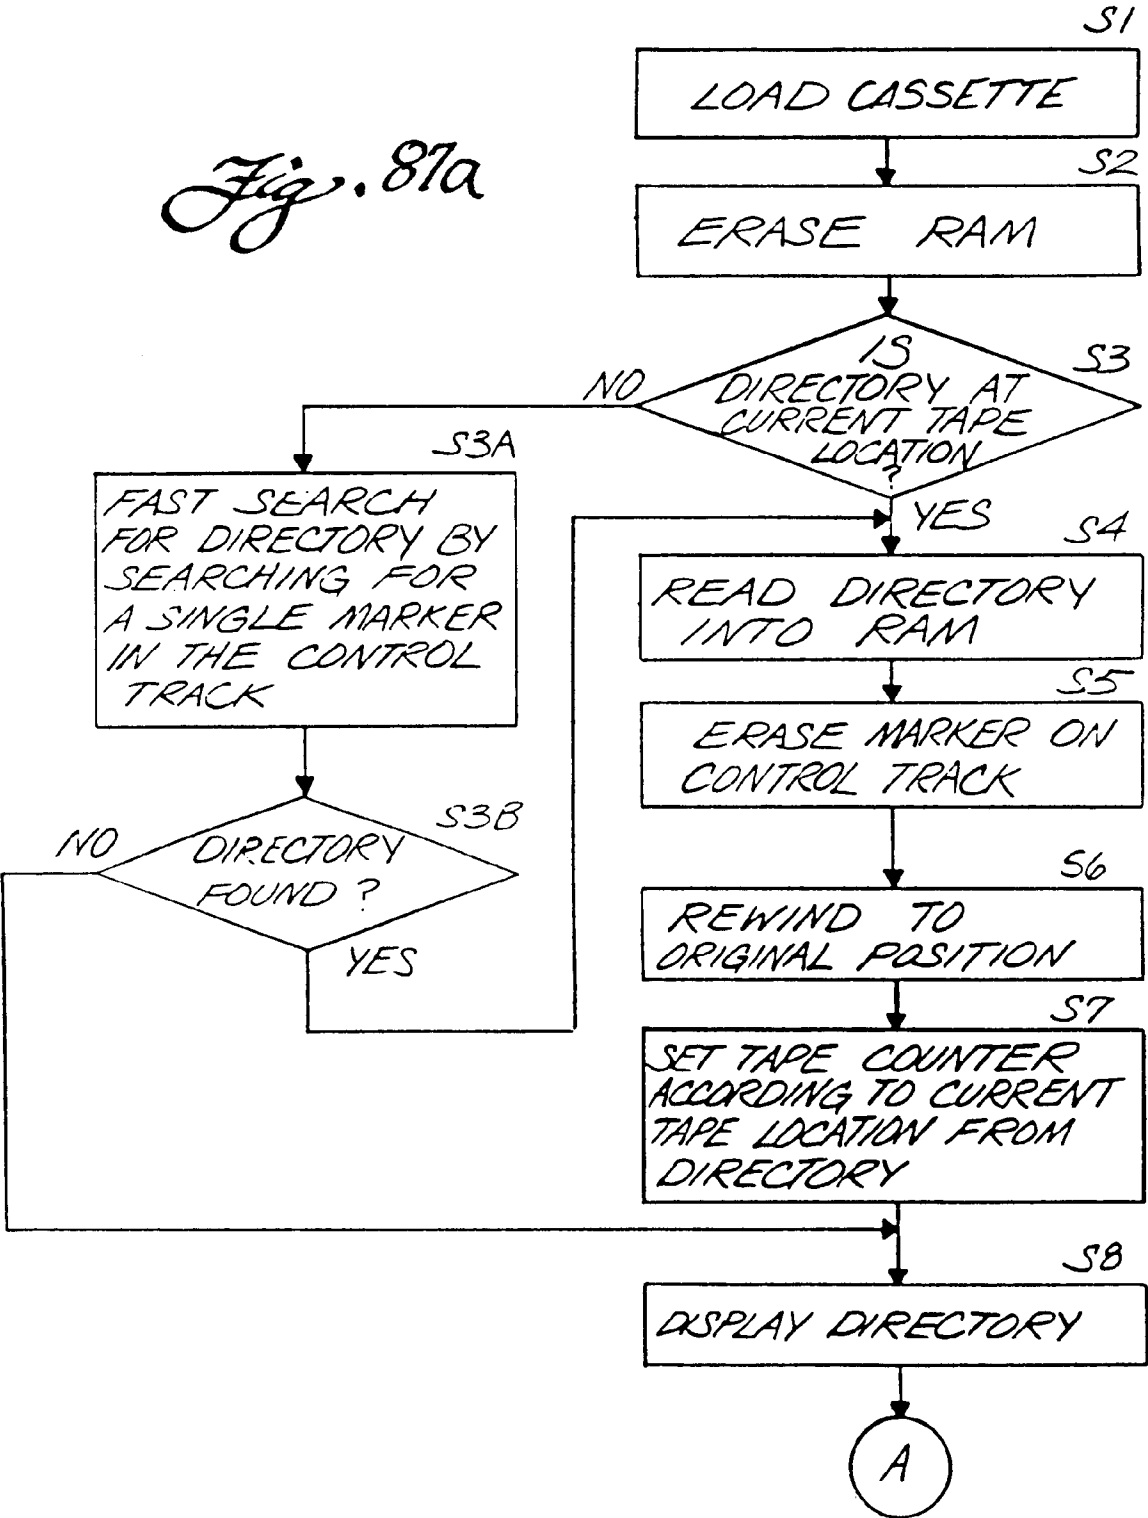 Fig. 87a
S1
LOAD CASSETTE
S2
ERASE RAM
S3
IS
DIRECTORY AT
CURRENT TAPE
LOCATION
?
NO
YES
S3A
FAST SEARCH
FOR DIRECTORY BY
SEARCHING FOR
A SINGLE MARKER
IN THE CONTROL
TRACK
S3B
DIRECTORY
FOUND ?
NO
YES
S4
READ DIRECTORY
INTO RAM
S5
ERASE MARKER ON
CONTROL TRACK
S6
REWIND TO
ORIGINAL POSITION
S7
SET TAPE COUNTER
ACCORDING TO CURRENT
TAPE LOCATION FROM
DIRECTORY
S8
DISPLAY DIRECTORY
A